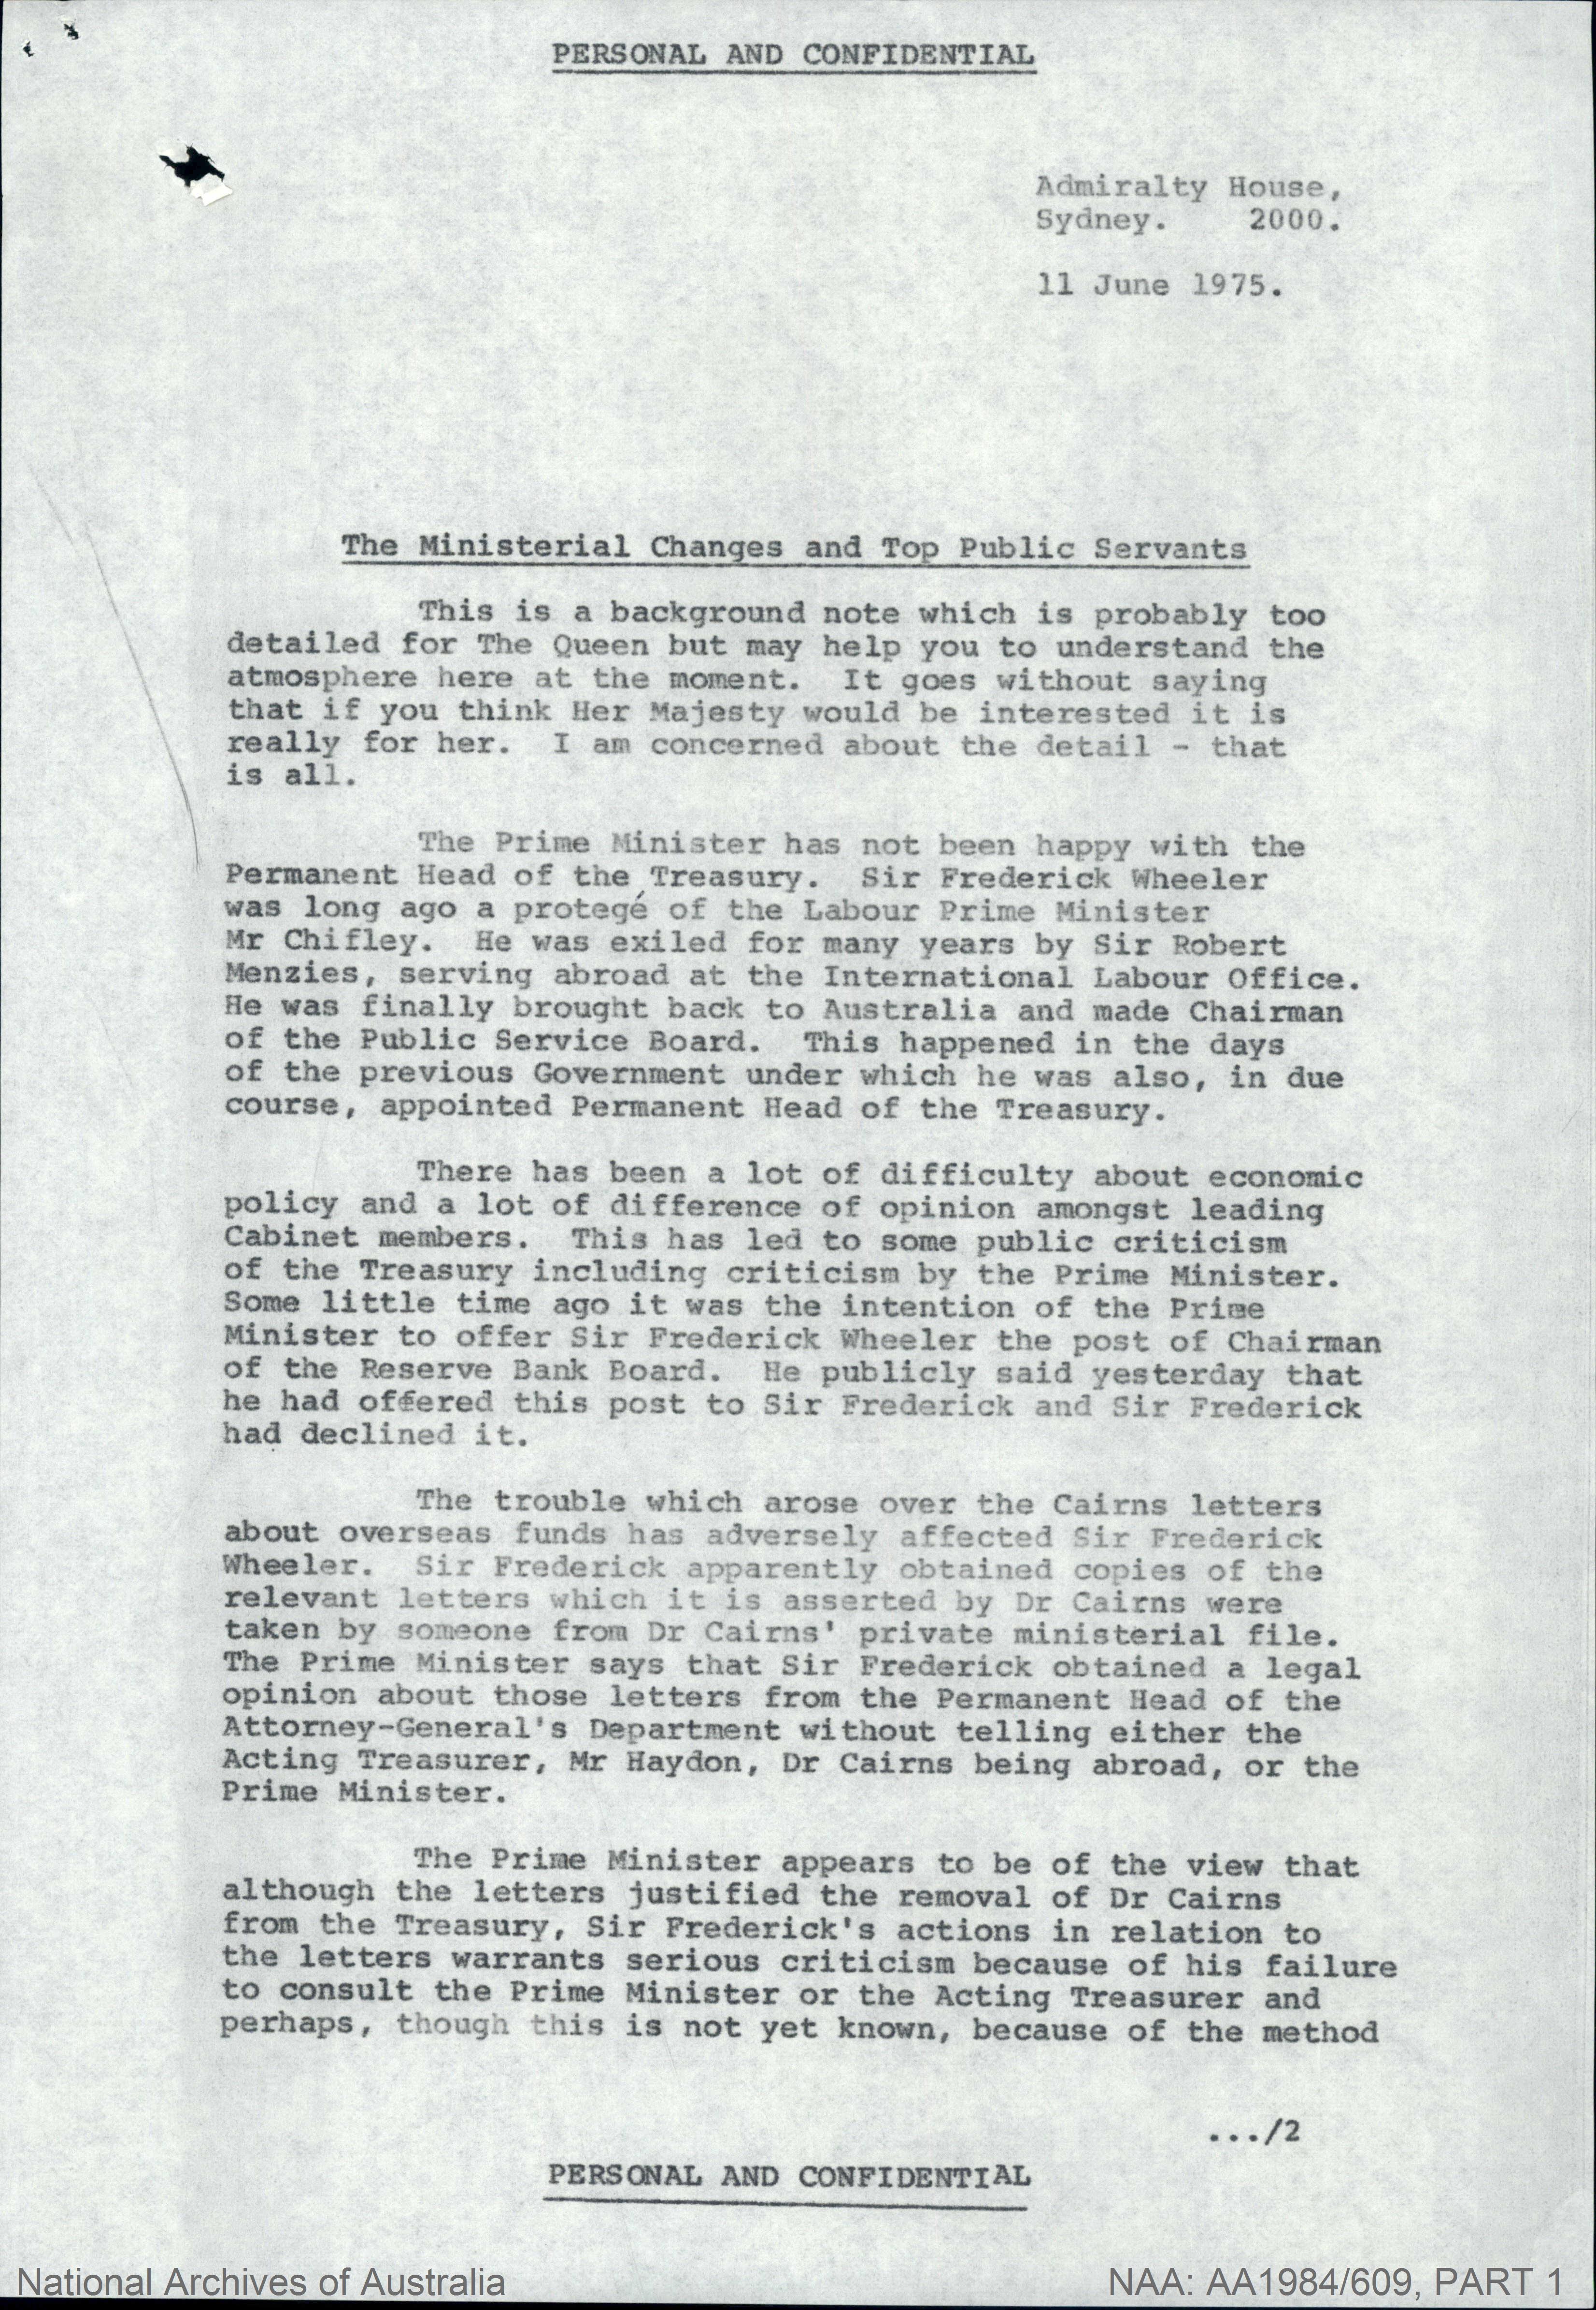 PERSONAL AND CONFIDENTIAL
Admiralty House,
Sydney. 2000.
11 June 1975.
The Ministerial Changes and Top Public Servants
This is a background note which is probably too
detailed for The Queen but may help you to understand the
atmosphere here at the moment. It goes without saying
that if you think Her Majesty would be interested it is
really for her. I am concerned about the detail - that
is all.
The Prime Minister has not been happy with the
Permanent Head of the Treasury. Sir Frederick Wheeler
was long ago a protegé of the Labour Prime Minister
Mr Chifley. He was exiled for many years by Sir Robert
Menzies, serving abroad at the International Labour Office.
He was finally brought back to Australia and made Chairman
of the Public Service Board. This happened in the days
of the previous Government under which he was also, in due
course, appointed Permanent Head of the Treasury.
There has been a lot of difficulty about economic
policy and a lot of difference of opinion amongst leading
Cabinet members. This has led to some public criticism
of the Treasury including criticism by the Prime Minister.
Some little time ago it was the intention of the Prime
Minister to offer Sir Frederick Wheeler the post of Chairman
of the Reserve Bank Board. He publicly said yesterday that
he had offered this post to Sir Frederick and Sir Frederick
had declined it.
The trouble which arose over the Cairns letters
about overseas funds has adversely affected Sir Frederick
Wheeler. Sir Frederick apparently obtained copies of the
relevant letters which it is asserted by Dr Cairns were
taken by someone from Dr Cairns' private ministerial file.
The Prime Minister says that Sir Frederick obtained a legal
opinion about those letters from the Permanent Head of the
Attorney-General's Department without telling either the
Acting Treasurer, Mr Haydon, Dr Cairns being abroad, or the
Prime Minister.
The Prime Minister appears to be of the view that
although the letters justified the removal of Dr Cairns
from the Treasury, Sir Frederick's actions in relation to
the letters warrants serious criticism because of his failure
to consult the Prime Minister or the Acting Treasurer and
perhaps, though this is not yet known, because of the method
.../2
PERSONAL AND CONFIDENTIAL
National Archives of Australia
NAA: AA1984/609, PART 1